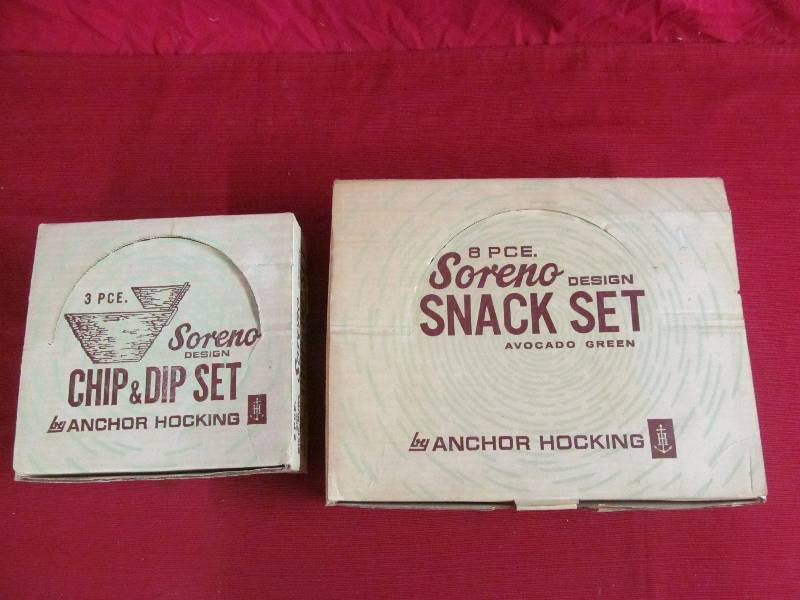 3 PCE.
Soreno
DESIGN
CHIP & DIP SET
by ANCHOR HOCKING
8 PCE.
Soreno DESIGN
SNACK SET
AVOCADO GREEN
by ANCHOR HOCKING